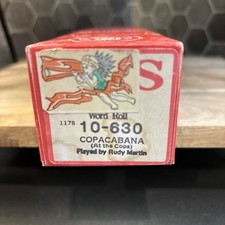 S
Word Roll
1178
10-630
COPACABANA
(At the Copa)
Played by Rudy Martin